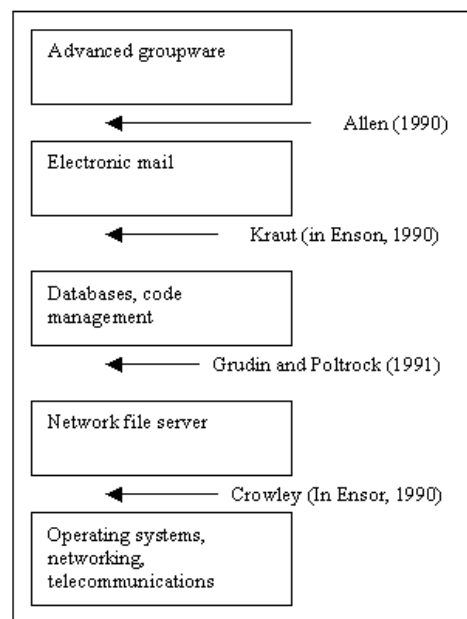 Advanced groupware
Allen (1990)
Electronic mail
Kraut (in Enson, 1990)
Databases, code
management
Grudin and Poltrock (1991)
Network file server
Crowley (In Ensor, 1990)
Operating systems,
networking,
telecommunications